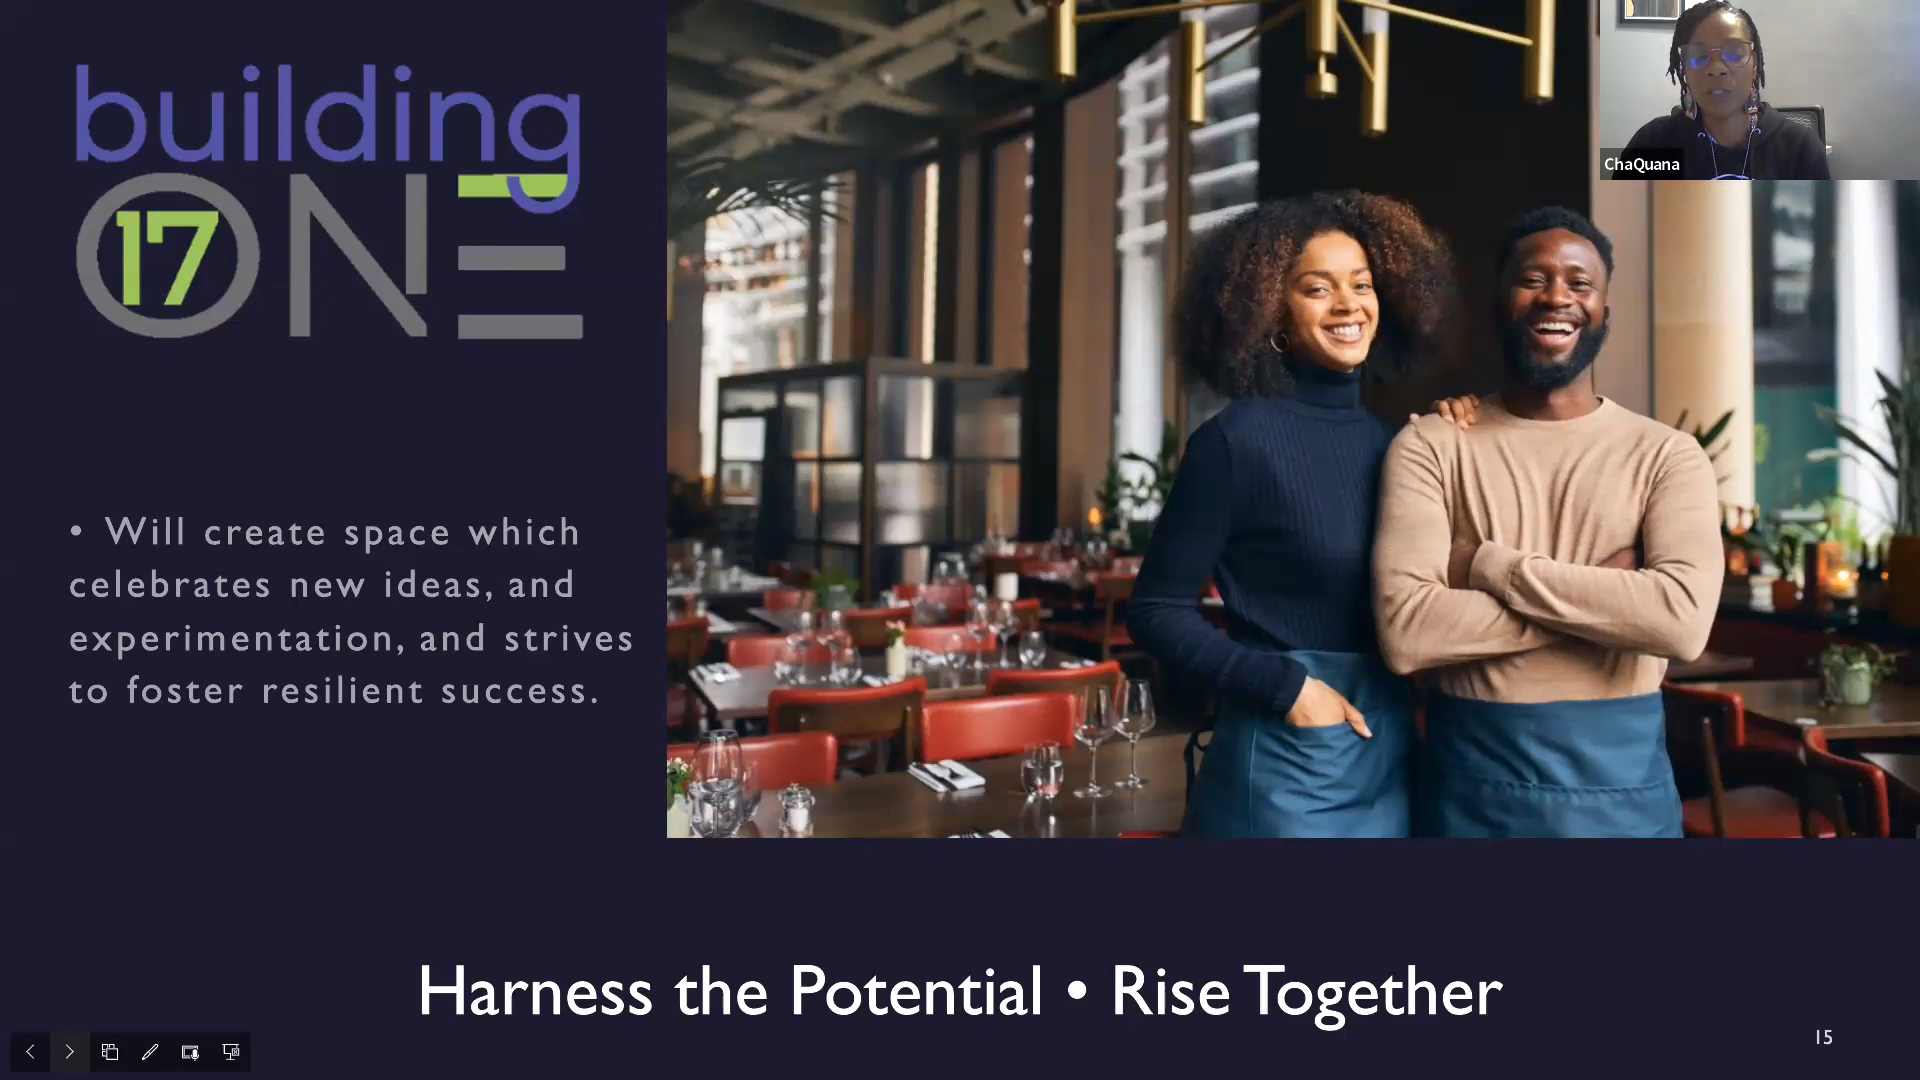 building
17 ONE
ChaQuana
• Will create space which
celebrates new ideas, and
experimentation, and strives
to foster resilient success.
Harness the Potential • Rise Together
15